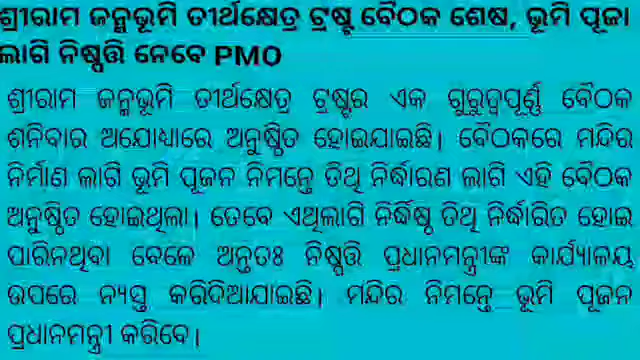 ଶ୍ରୀରାମ ଜନ୍ମଭୂମି ତୀର୍ଥକ୍ଷେତ୍ର ଟ୍ରଷ୍ଟ ବୈଠକ ଶେଷ, ଭୂମି ପୂଜା
ଲାଗି ନିଷ୍ପତ୍ତି ନେବେ PMO
ଶ୍ରୀରାମ ଜନ୍ମଭୂମି ତୀର୍ଥକ୍ଷେତ୍ର ଟ୍ରଷ୍ଟର ଏକ ଗୁରୁତ୍ୱପୂର୍ଣ୍ଣ ବୈଠକ
ଶନିବାର ଅଯୋଧ୍ୟାରେ ଅନୁଷ୍ଠିତ ହୋଇଯାଇଛି। ବୈଠକରେ ମନ୍ଦିର
ନିର୍ମାଣ ଲାଗି ଭୂମି ପୂଜନ ନିମନ୍ତେ ତିଥି ନିର୍ଦ୍ଧାରଣ ଲାଗି ଏହି ବୈଠକ
ଅନୁଷ୍ଠିତ ହୋଇଥିଲା। ତେବେ ଏଥିଲାଗି ନିର୍ଦ୍ଧିଷ୍ଠ ତିଥି ନିର୍ଦ୍ଧାରିତ ହୋଇ
ପାରିନଥିବା ବେଳେ ଅନ୍ତତଃ ନିଷ୍ପତ୍ତି ପ୍ରଧାନମନ୍ତ୍ରୀଙ୍କ କାର୍ଯ୍ୟାଳୟ
ଉପରେ ନ୍ୟସ୍ତ କରିଦିଆଯାଇଛି। ମନ୍ଦିର ନିମନ୍ତେ ଭୂମି ପୂଜନ
ପ୍ରଧାନମନ୍ତ୍ରୀ କରିବେ।